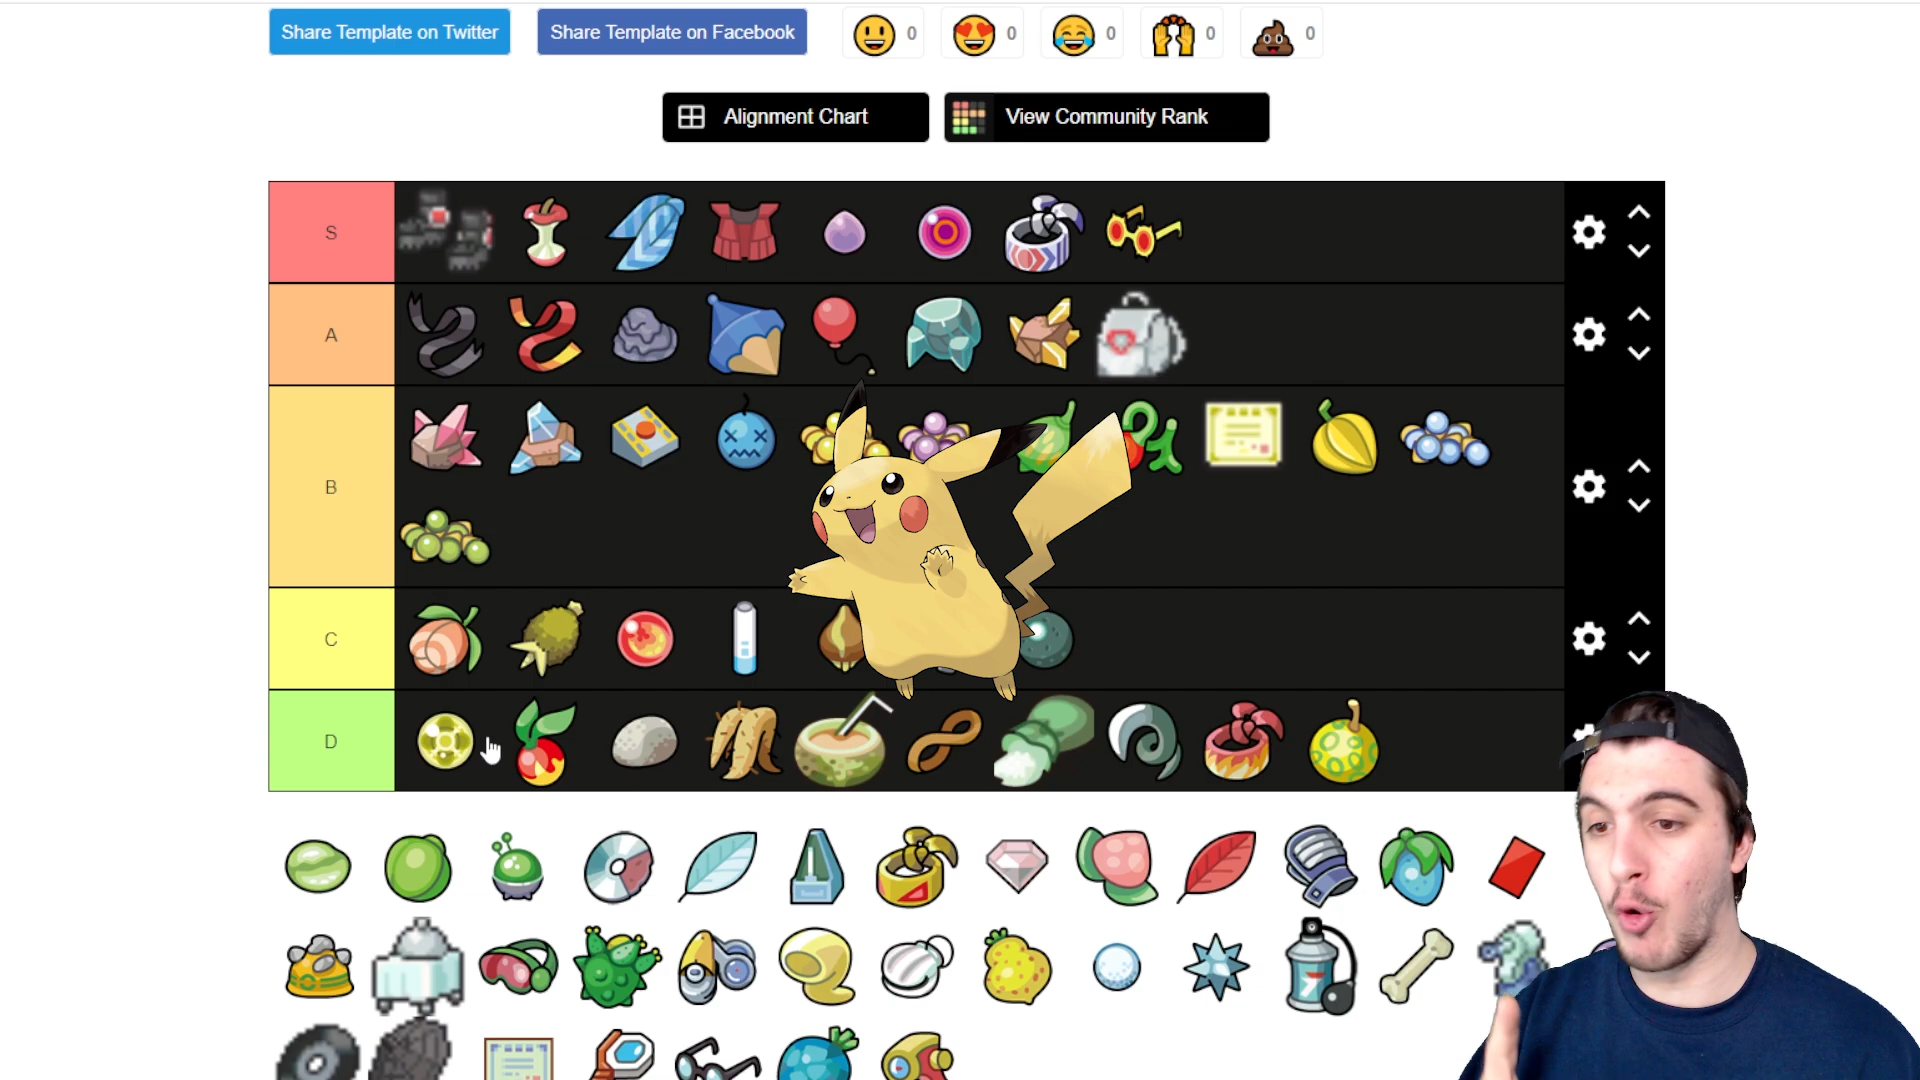 Share Template on Twitter
Share Template on Facebook
0
0
0
0
0
Alignment Chart
View Community Rank
S
A
B
C
D